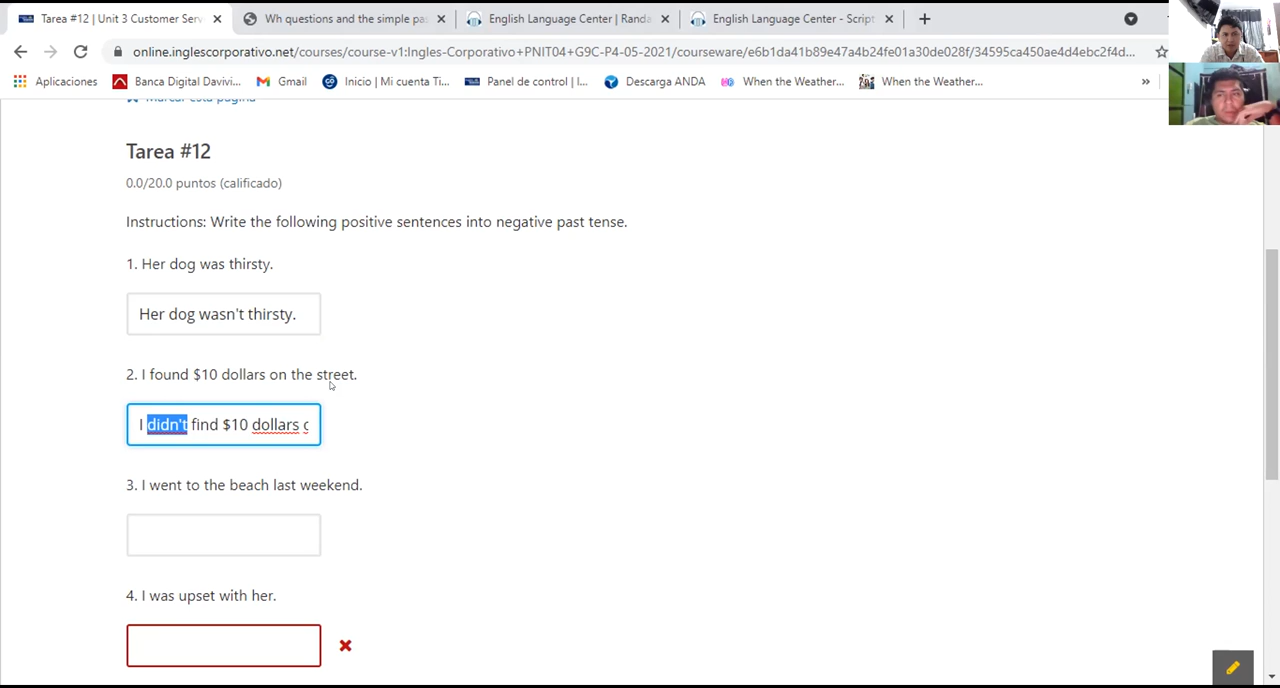 Task #12 | Unit 3 Customer Serv
Wh questions and the simple pa
English Language Center | Randa
English Language Center - Script
online.inglescorporativo.net/courses/course-v1:Ingles-Corporativo+PNIT04+G9C-P4-05-2021/courseware/e6b1da41b89e47a4b24fe01a30de028f/34595ca450ae4d4ebc2f4d...
Aplicaciones
Banca Digital Davivi...
Gmail
Inicio | Mi cuenta Ti...
Panel de control | I...
Descarga ANDA
When the Weather...
When the Weather...
»
Marcar esta página
Tarea #12
0.0/20.0 puntos (calificado)
Instructions: Write the following positive sentences into negative past tense.
1. Her dog was thirsty.
Her dog wasn't thirsty.
2. I found $10 dollars on the street.
I didn't find $10 dollars o
3. I went to the beach last weekend.
4. I was upset with her.